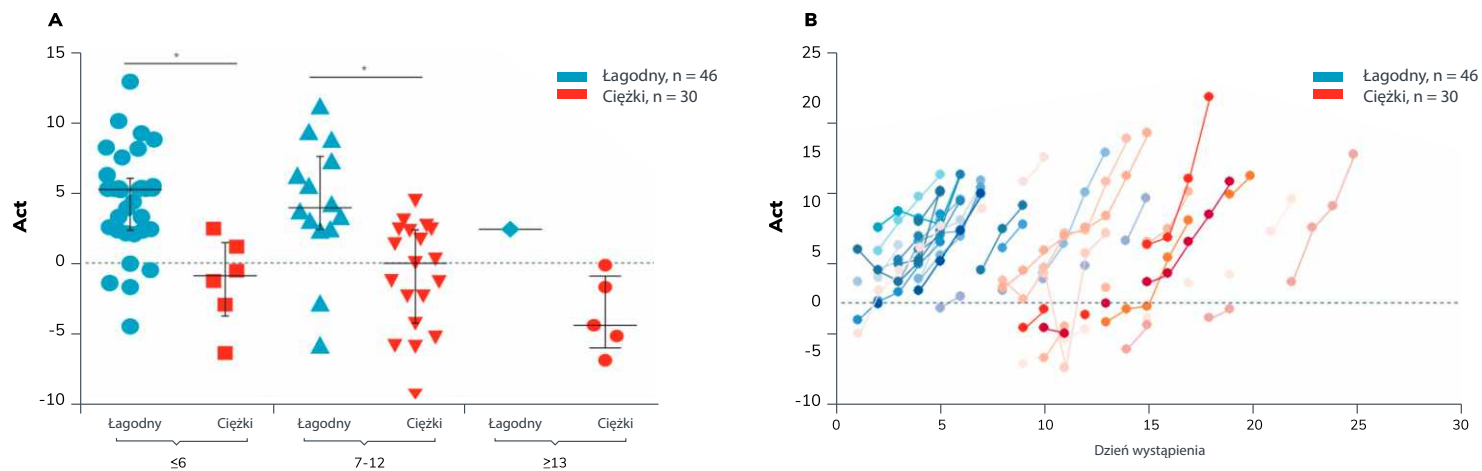 A
Act
15
10
5
0
-5
-10
*
*
Łagodny, n = 46
Ciężki, n = 30
Łagodny Ciężki Łagodny Ciężki Łagodny Ciężki
≤6 7-12 ≥13
B
Act
25
20
15
10
5
0
-5
-10
Łagodny, n = 46
Ciężki, n = 30
0 5 10 15 20 25 30
Dzień wystąpienia